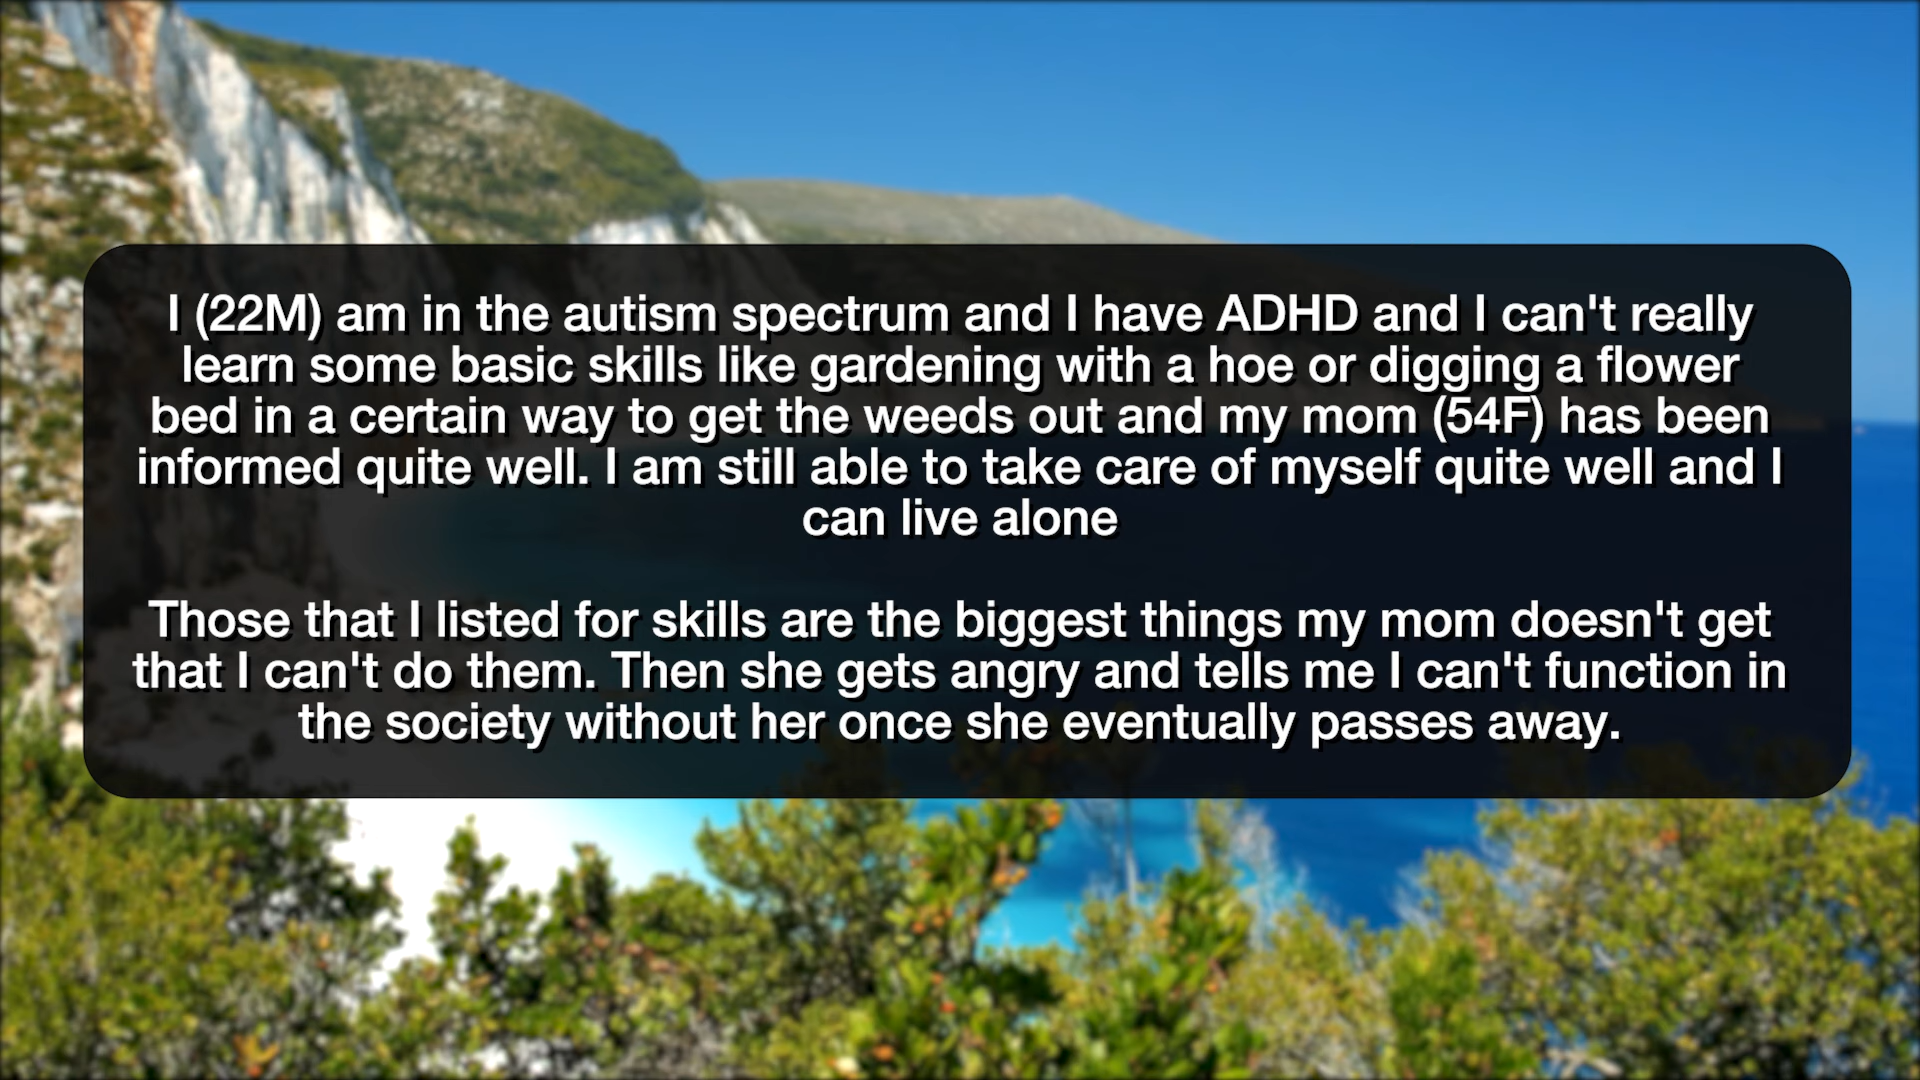 I (22M) am in the autism spectrum and I have ADHD and I can't really
learn some basic skills like gardening with a hoe or digging a flower
bed in a certain way to get the weeds out and my mom (54F) has been
informed quite well. I am still able to take care of myself quite well and I
can live alone
Those that I listed for skills are the biggest things my mom doesn't get
that I can't do them. Then she gets angry and tells me I can't function in
the society without her once she eventually passes away.